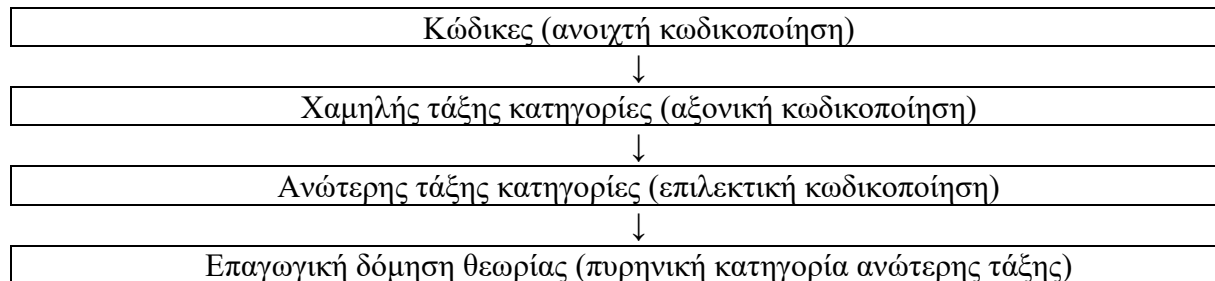 Κώδικες (ανοιχτή κωδικοποίηση)
↓
Χαμηλής τάξης κατηγορίες (αξονική κωδικοποίηση)
↓
Ανώτερης τάξης κατηγορίες (επιλεκτική κωδικοποίηση)
↓
Επαγωγική δόμηση θεωρίας (πυρηνική κατηγορία ανώτερης τάξης)